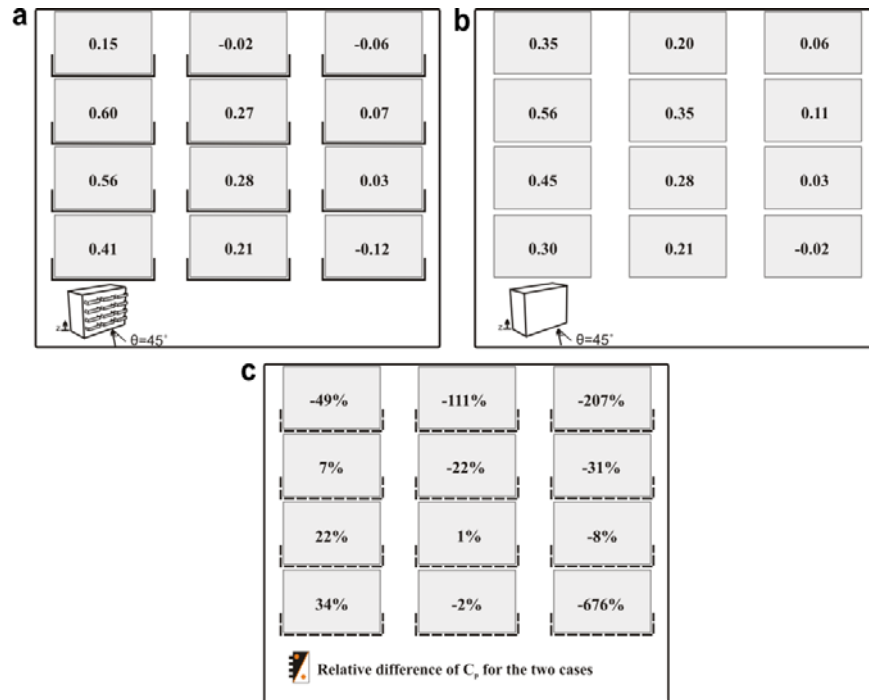 a
0.15 -0.02 -0.06
0.60 0.27 0.07
0.56 0.28 0.03
0.41 0.21 -0.12
z
θ=45°
b
0.35 0.20 0.06
0.56 0.35 0.11
0.45 0.28 0.03
0.30 0.21 -0.02
z
θ=45°
c
-49% -111% -207%
7% -22% -31%
22% 1% -8%
34% -2% -676%
Relative difference of Cp for the two cases